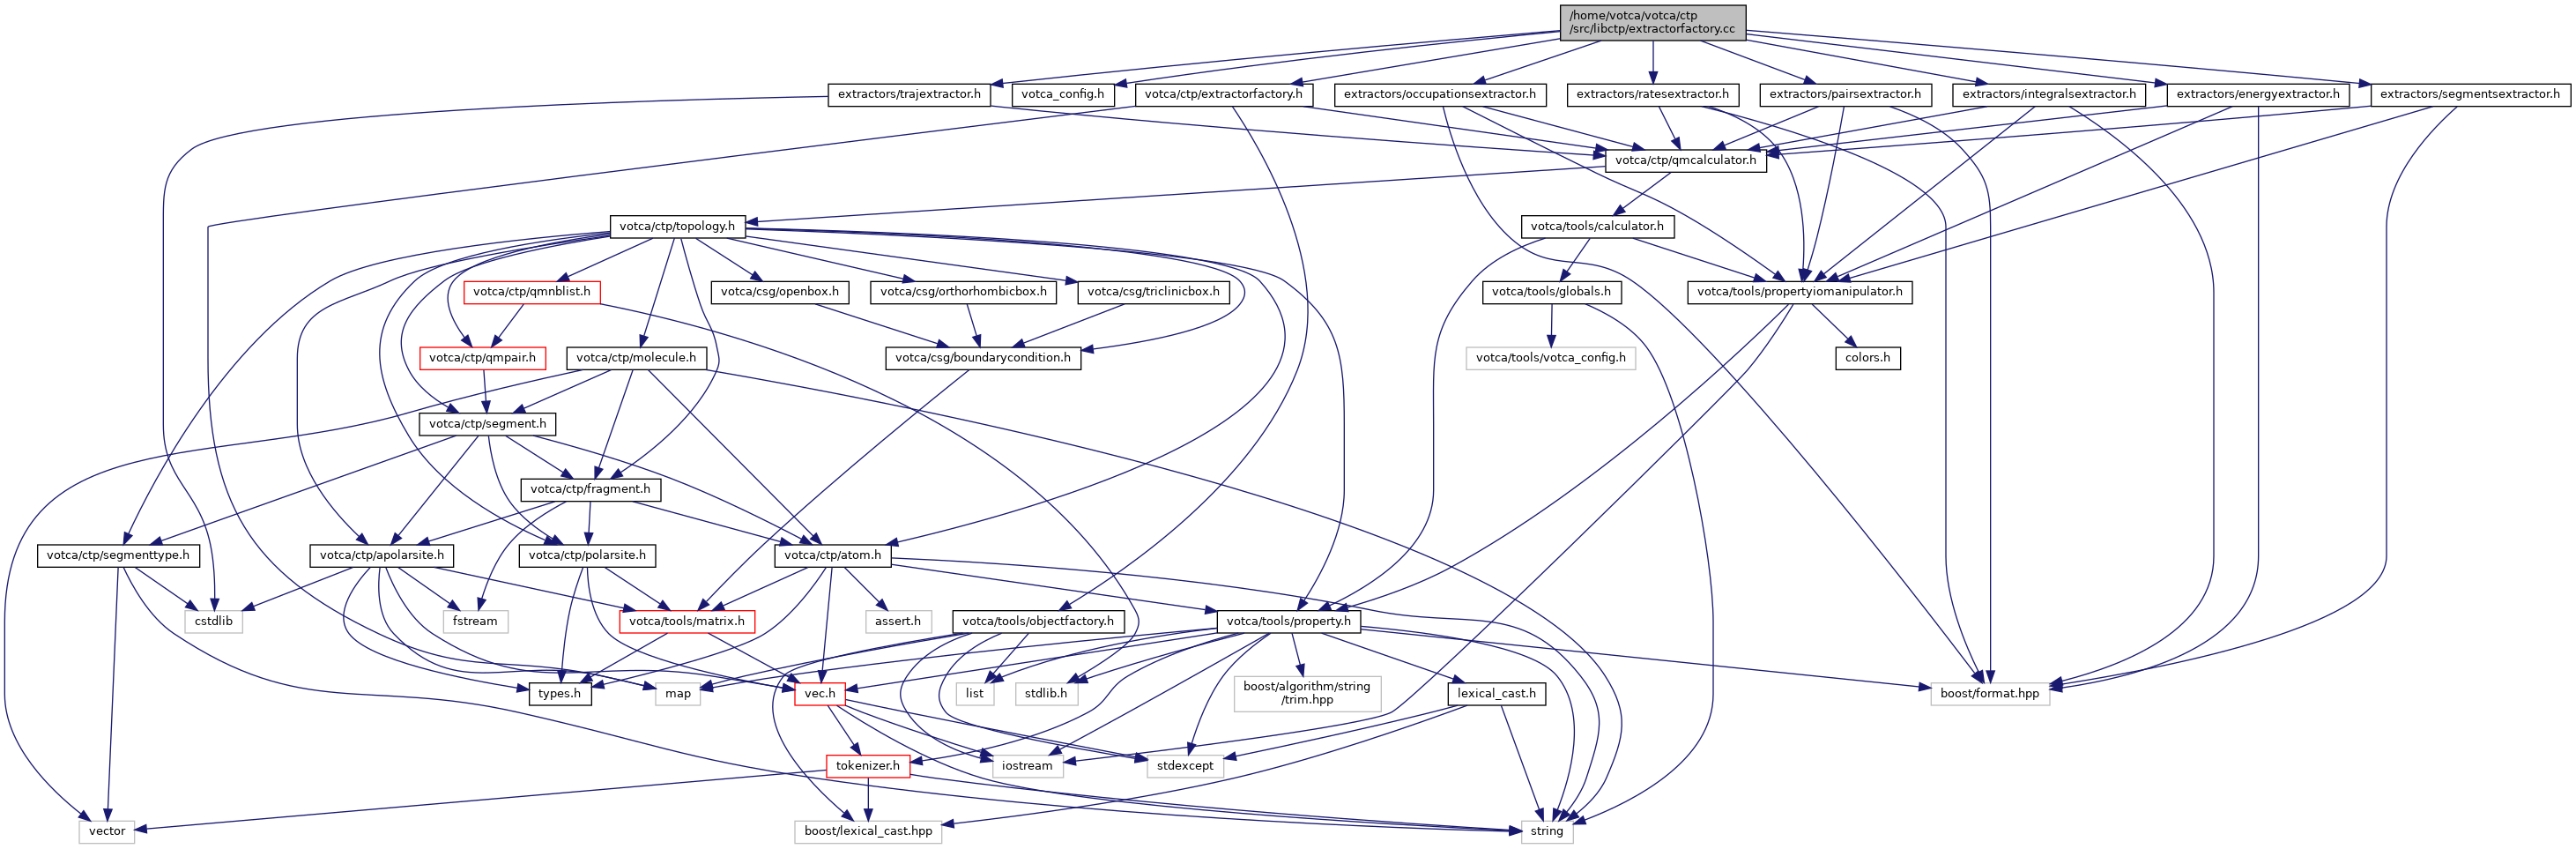 /home/votca/votca/ctp
/src/libctp/extractorfactory.cc
extractors/trajextractor.h
votca_config.h
votca/ctp/extractorfactory.h
extractors/occupationsextractor.h
extractors/ratesextractor.h
extractors/pairsextractor.h
extractors/integralsextractor.h
extractors/energyextractor.h
extractors/segmentsextractor.h
votca/ctp/qmcalculator.h
votca/ctp/topology.h
votca/tools/calculator.h
votca/ctp/qmnblist.h
votca/csg/openbox.h
votca/csg/orthorhombicbox.h
votca/csg/triclinicbox.h
votca/tools/globals.h
votca/tools/propertyiomanipulator.h
votca/ctp/qmpair.h
votca/ctp/molecule.h
votca/csg/boundarycondition.h
votca/tools/votca_config.h
colors.h
votca/ctp/segment.h
votca/ctp/fragment.h
votca/ctp/segmenttype.h
votca/ctp/apolarsite.h
votca/ctp/polarsite.h
votca/ctp/atom.h
cstdlib
fstream
votca/tools/matrix.h
assert.h
votca/tools/objectfactory.h
votca/tools/property.h
types.h
map
vec.h
list
stdlib.h
boost/algorithm/string
/trim.hpp
lexical_cast.h
boost/format.hpp
tokenizer.h
iostream
stdexcept
vector
boost/lexical_cast.hpp
string